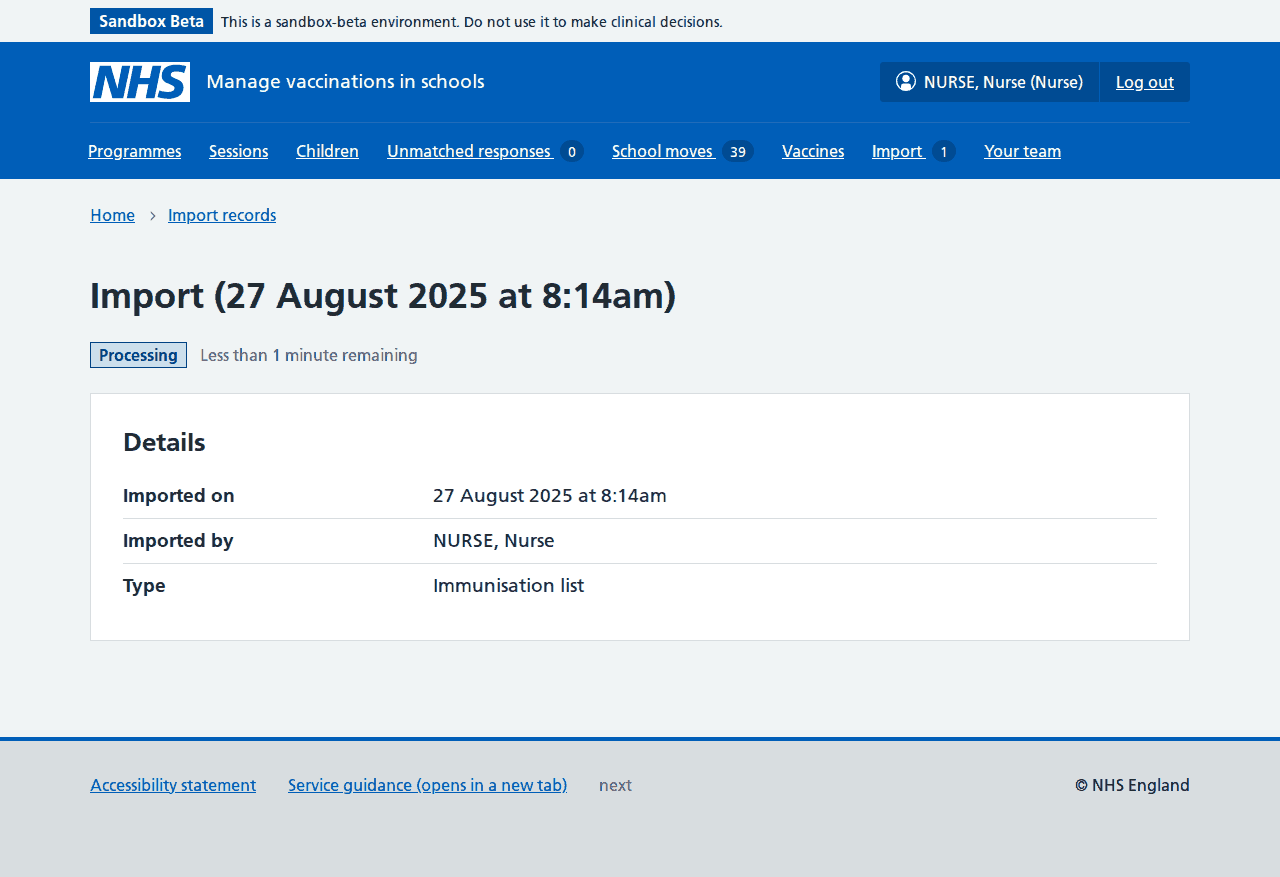 Sandbox Beta This is a sandbox-beta environment. Do not use it to make clinical decisions.
NHS Manage vaccinations in schools NURSE, Nurse (Nurse) Log out
Programmes Sessions Children Unmatched responses 0 School moves 39 Vaccines Import 1 Your team
Home Import records
Import (27 August 2025 at 8:14am)
Processing Less than 1 minute remaining
Details
Imported on 27 August 2025 at 8:14am
Imported by NURSE, Nurse
Type Immunisation list
Accessibility statement Service guidance (opens in a new tab) next © NHS England